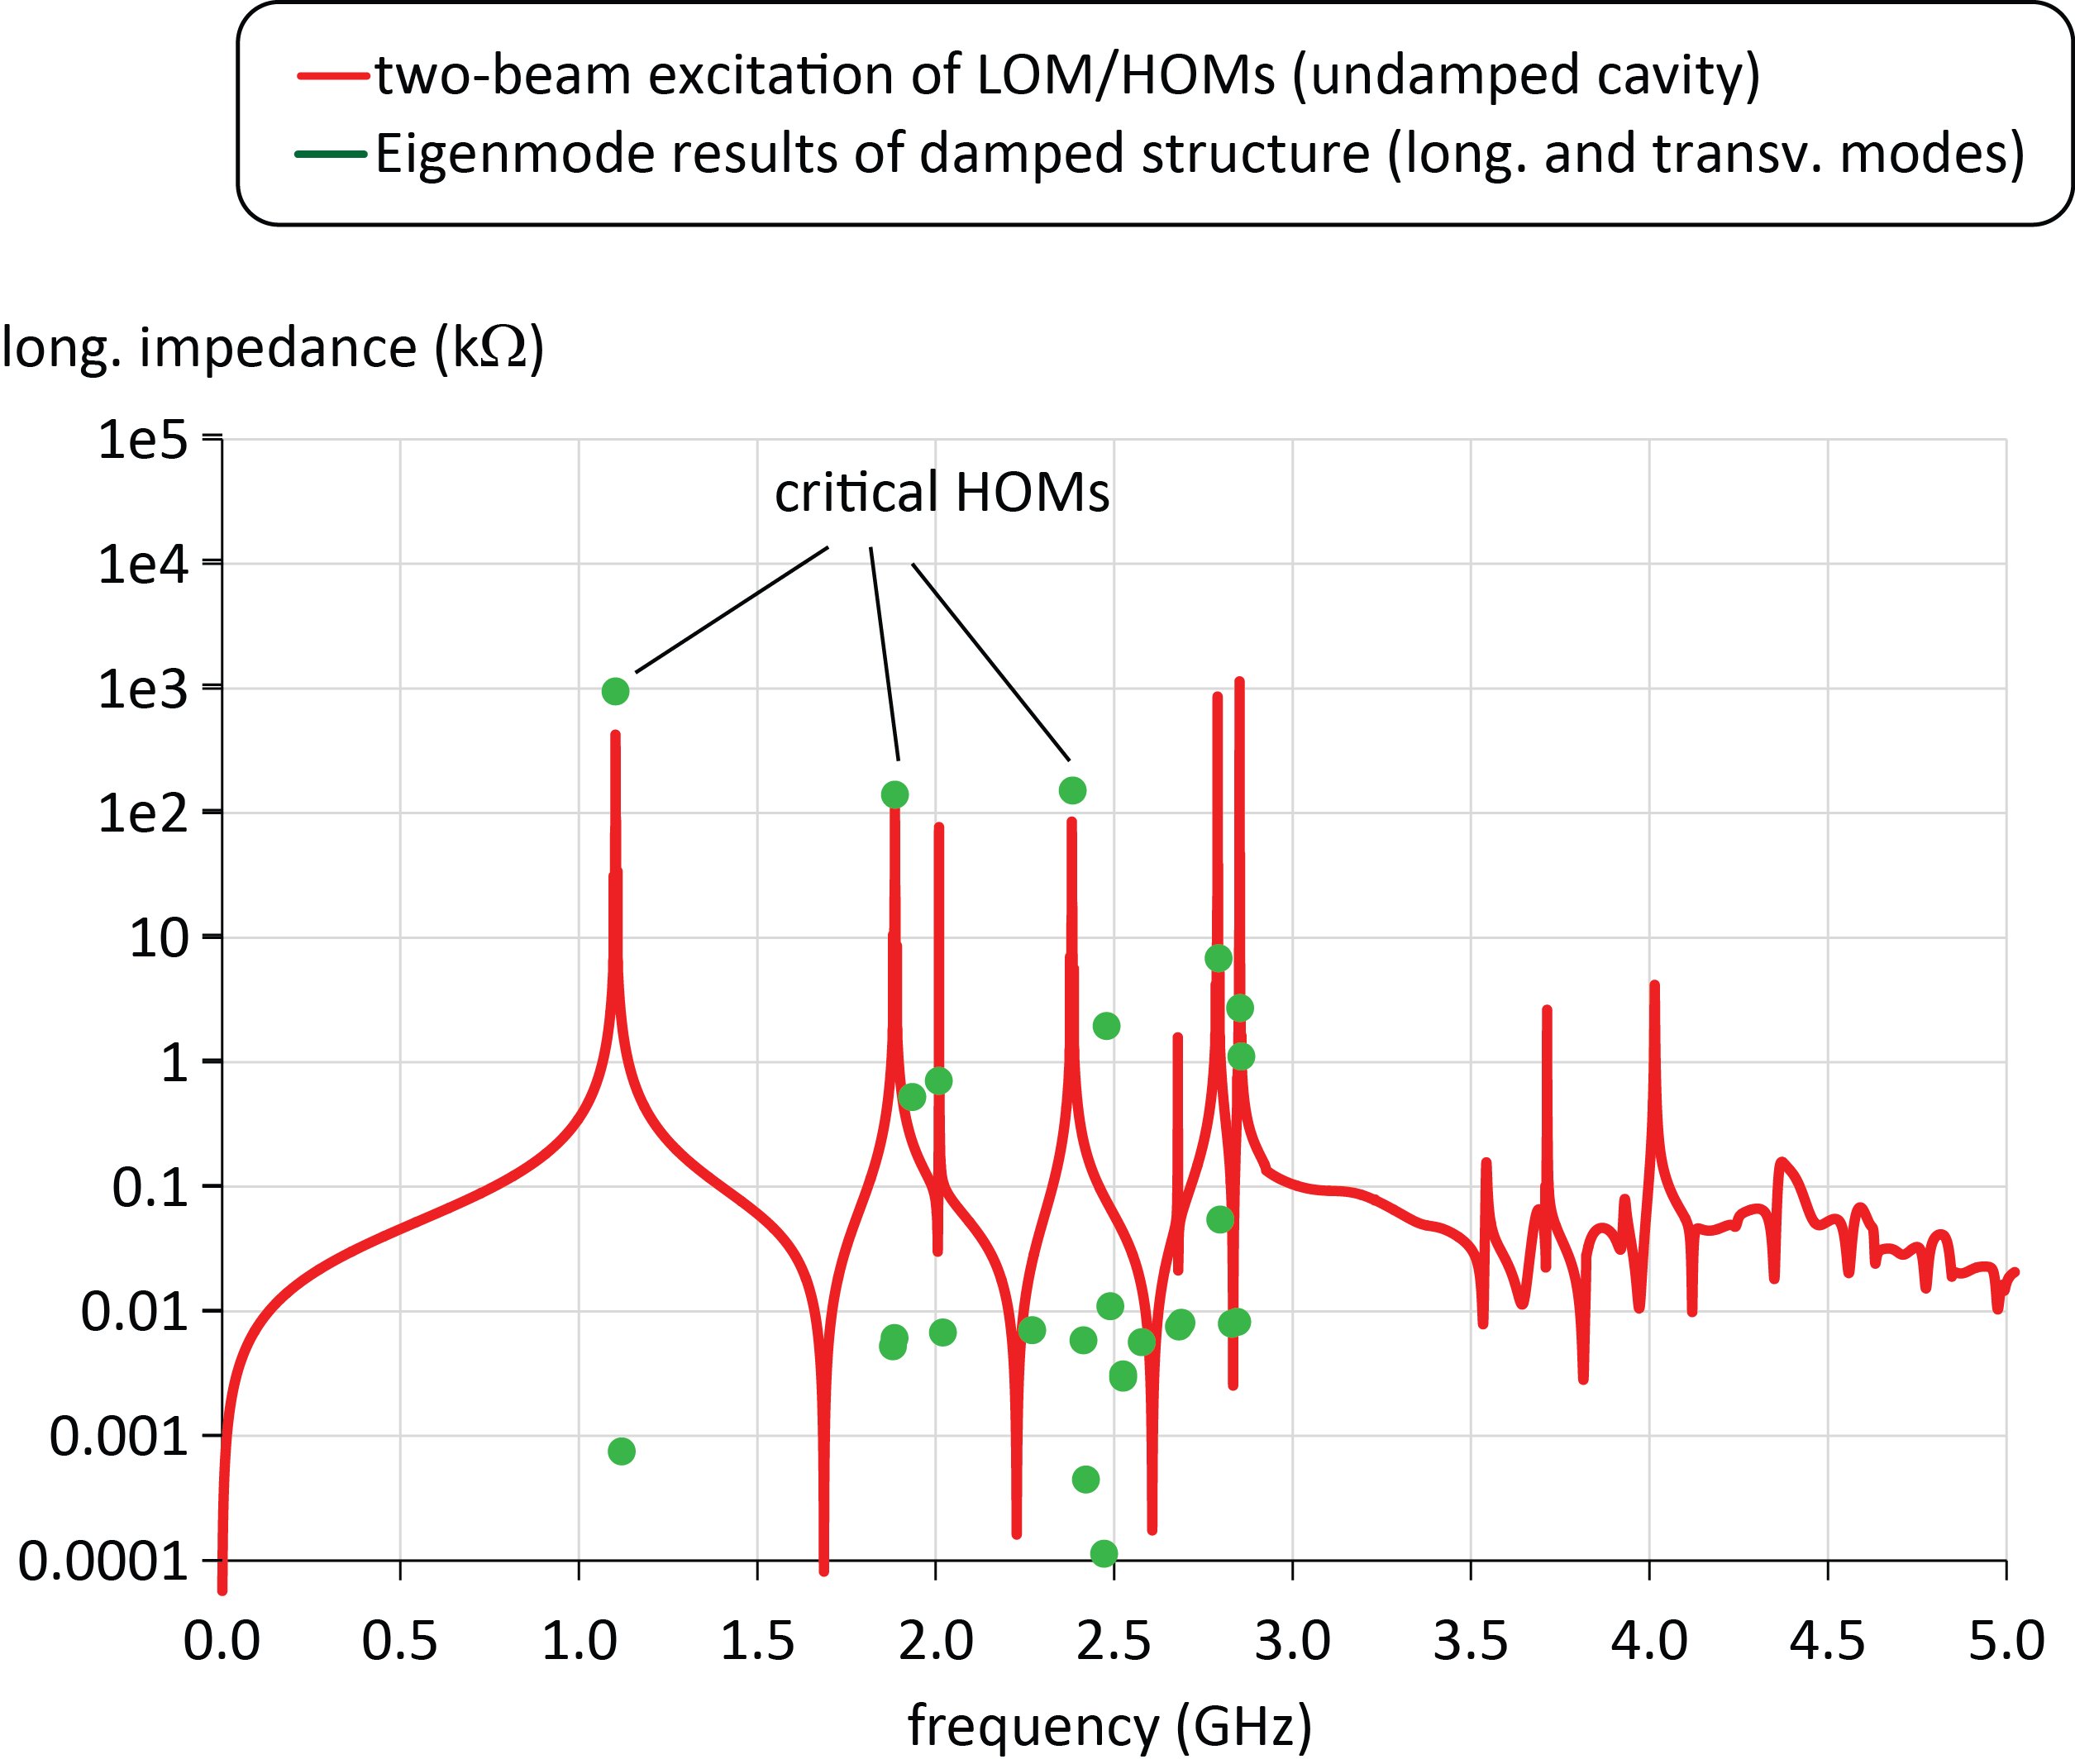 two-beam excitation of LOM/HOMs (undamped cavity)
Eigenmode results of damped structure (long. and transv. modes)
long. impedance (kΩ)
1e5
critical HOMs
1e4
1e3
1e2
10
1
0.1
0.01
0.001
0.0001
0.0 0.5 1.0 1.5 2.0 2.5 3.0 3.5 4.0 4.5 5.0
frequency (GHz)